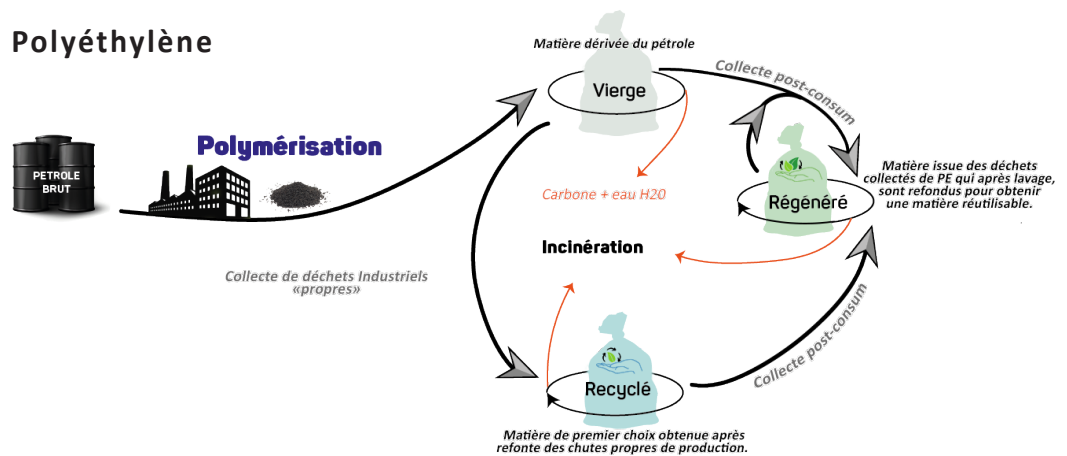 Polyéthylène
Matière dérivée du pétrole
Vierge
Collecte post-consum
Polymérisation
PETROLE
BRUT
Matière issue des déchets
collectés de PE qui après lavage,
sont refondus pour obtenir
une matière réutilisable.
Régénéré
Carbone + eau H20
Incinération
Collecte de déchets Industriels
«propres»
Collecte post-consum
Recyclé
Matière de premier choix obtenue après
refonte des chutes propres de production.